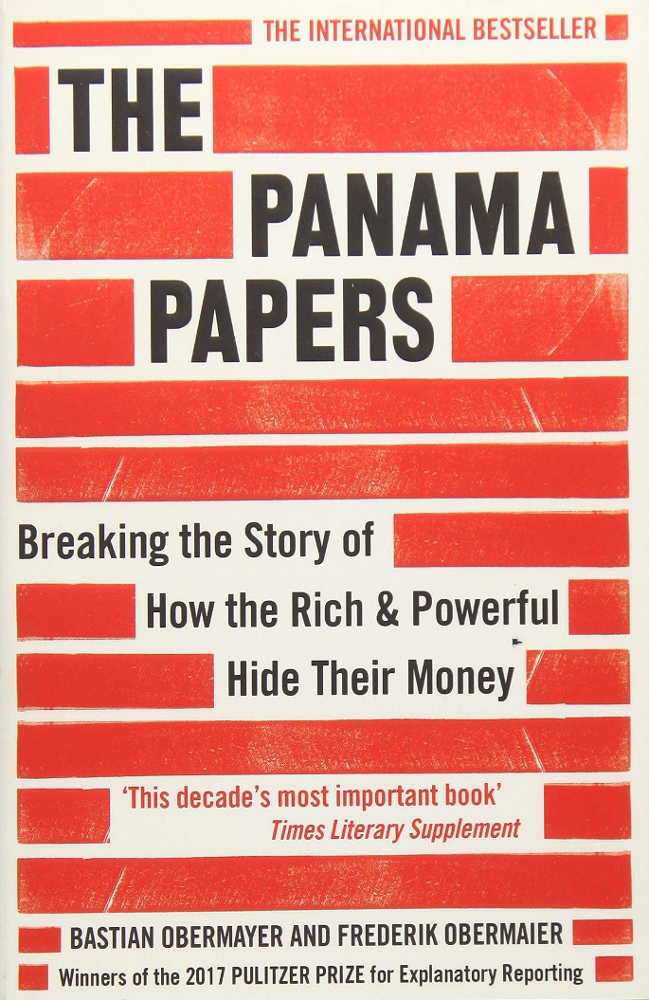 THE INTERNATIONAL BESTSELLER
THE
PANAMA
PAPERS
Breaking the Story of
How the Rich & Powerful
Hide Their Money
‘This decade’s most important book’
Times Literary Supplement
BASTIAN OBERMAYER AND FREDERIK OBERMAIER
Winners of the 2017 PULITZER PRIZE for Explanatory Reporting